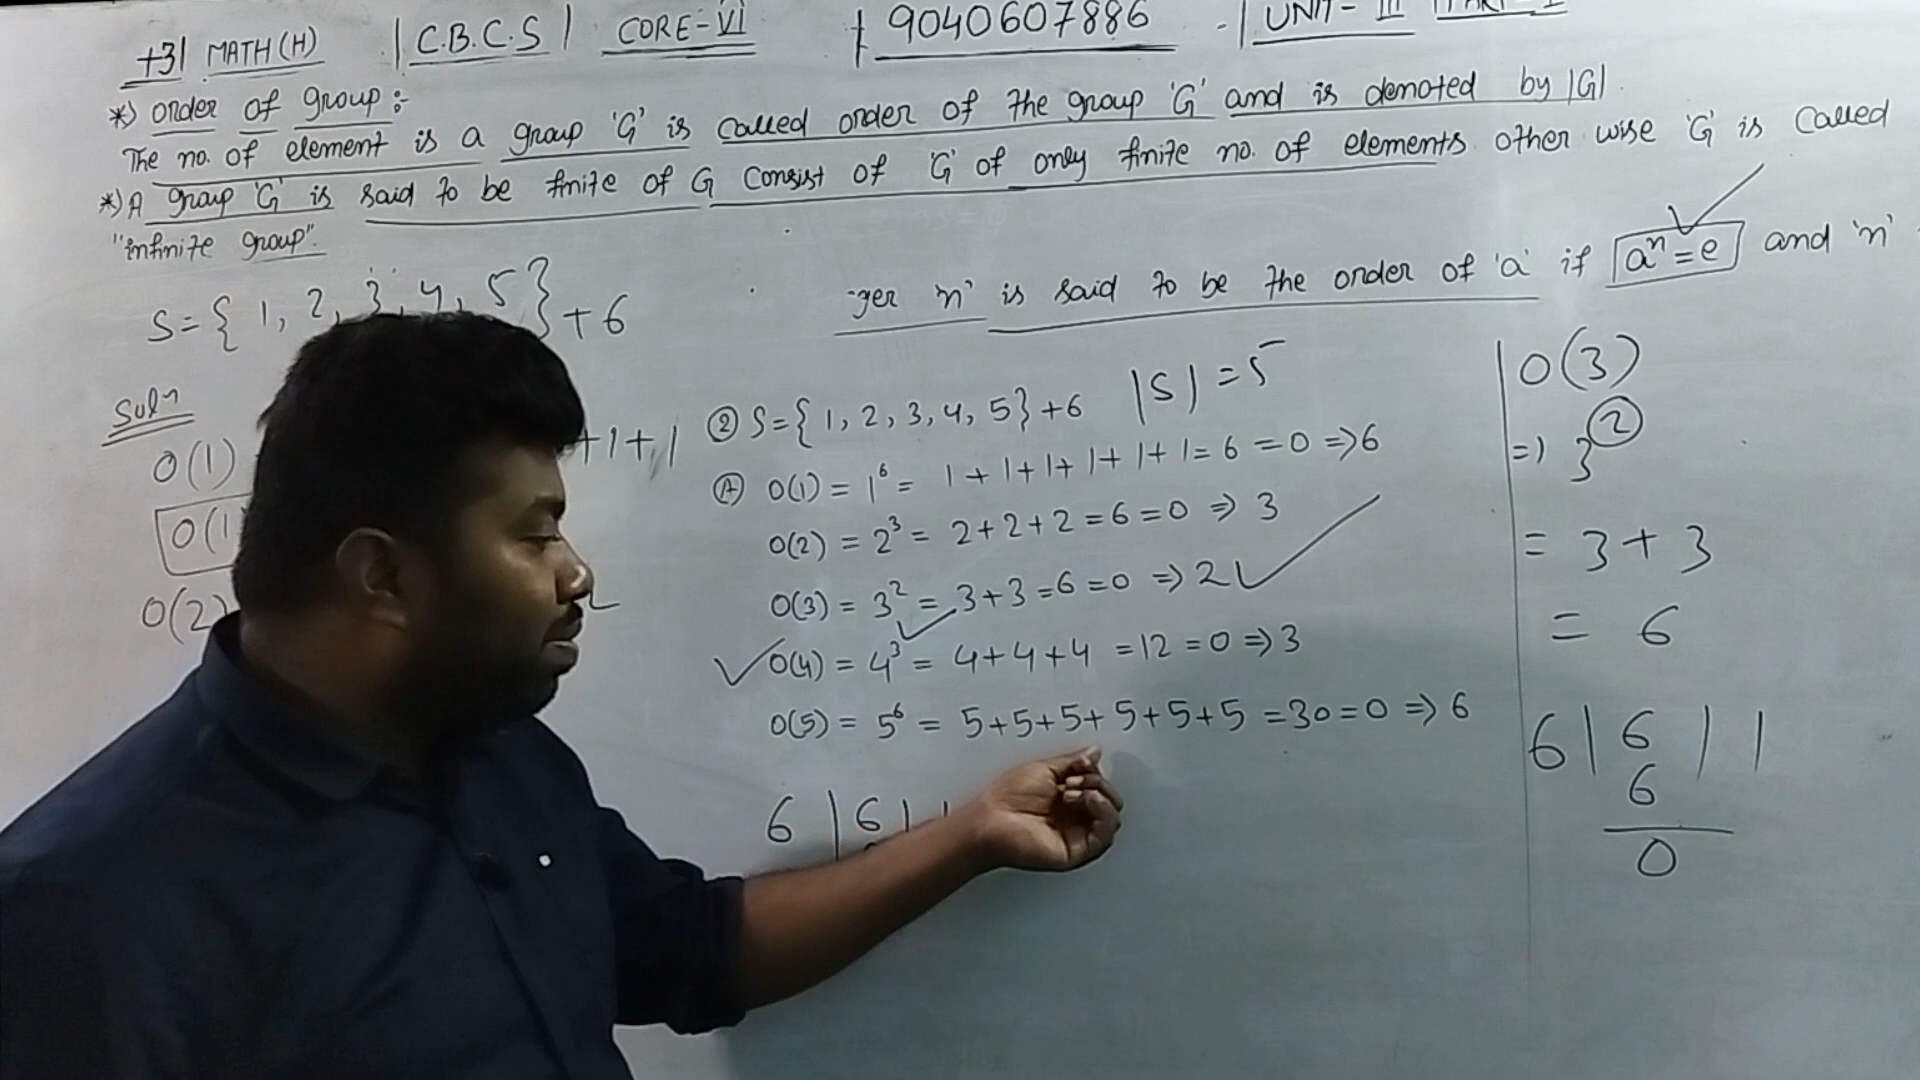 +3| MATH(H) |C.B.C.S| CORE-VI | 9040607886 -| UNIT-III
*) order of group :-
The no. of element is a group 'G' is called order of the group 'G' and is denoted by |G|.
*) A group 'G' is said to be finite of G consist of 'G' of only finite no. of elements other wise 'G' is called
"infinite group".
ger 'n' is said to be the order of 'a' if aⁿ=e and 'n'
S={1, 2, 3, 4, 5}+6
Solⁿ
O(1) +1+1
O(1
O(2)
② S={1, 2, 3, 4, 5}+6 |S|=5
Ⓐ O(1) = 1⁶ = 1+1+1+1+1+1=6=0 ⇒6
O(2) = 2³ = 2+2+2=6=0 ⇒ 3
O(3) = 3² = 3+3=6=0 ⇒2
O(4) = 4³ = 4+4+4 =12=0 ⇒3
O(5) = 5⁶ = 5+5+5+5+5+5 =30=0 ⇒ 6
6 | 6 |
O(3)
=) 3②
= 3+3
= 6
6 | 6 | 1
6
0